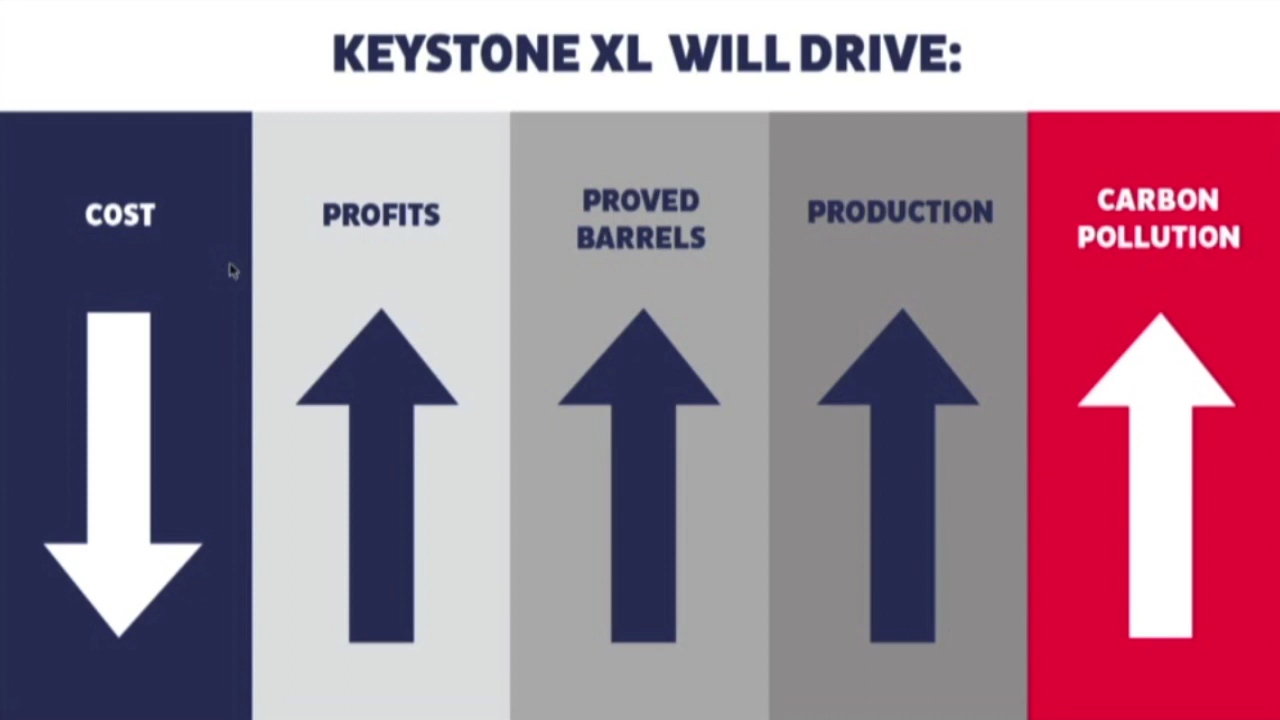 KEYSTONE XL WILL DRIVE:
COST
PROFITS
PROVED
BARRELS
PRODUCTION
CARBON
POLLUTION